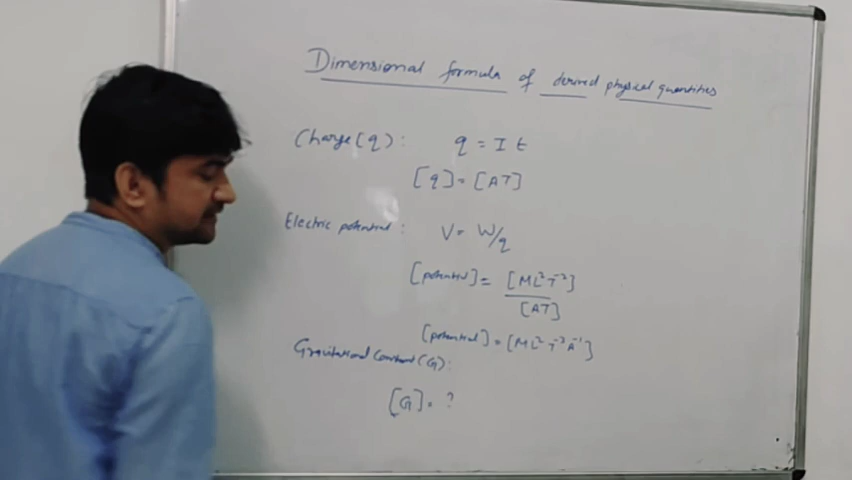 Dimensional formula of derived physical quantities
Charge (q) : q = I t
[q] = [AT]
Electric potential : V = W/q
[potential] = [ML²T⁻²]
[AT]
[potential] = [ML²T⁻³A⁻¹]
Gravitational Constant (G) :
[G] = ?